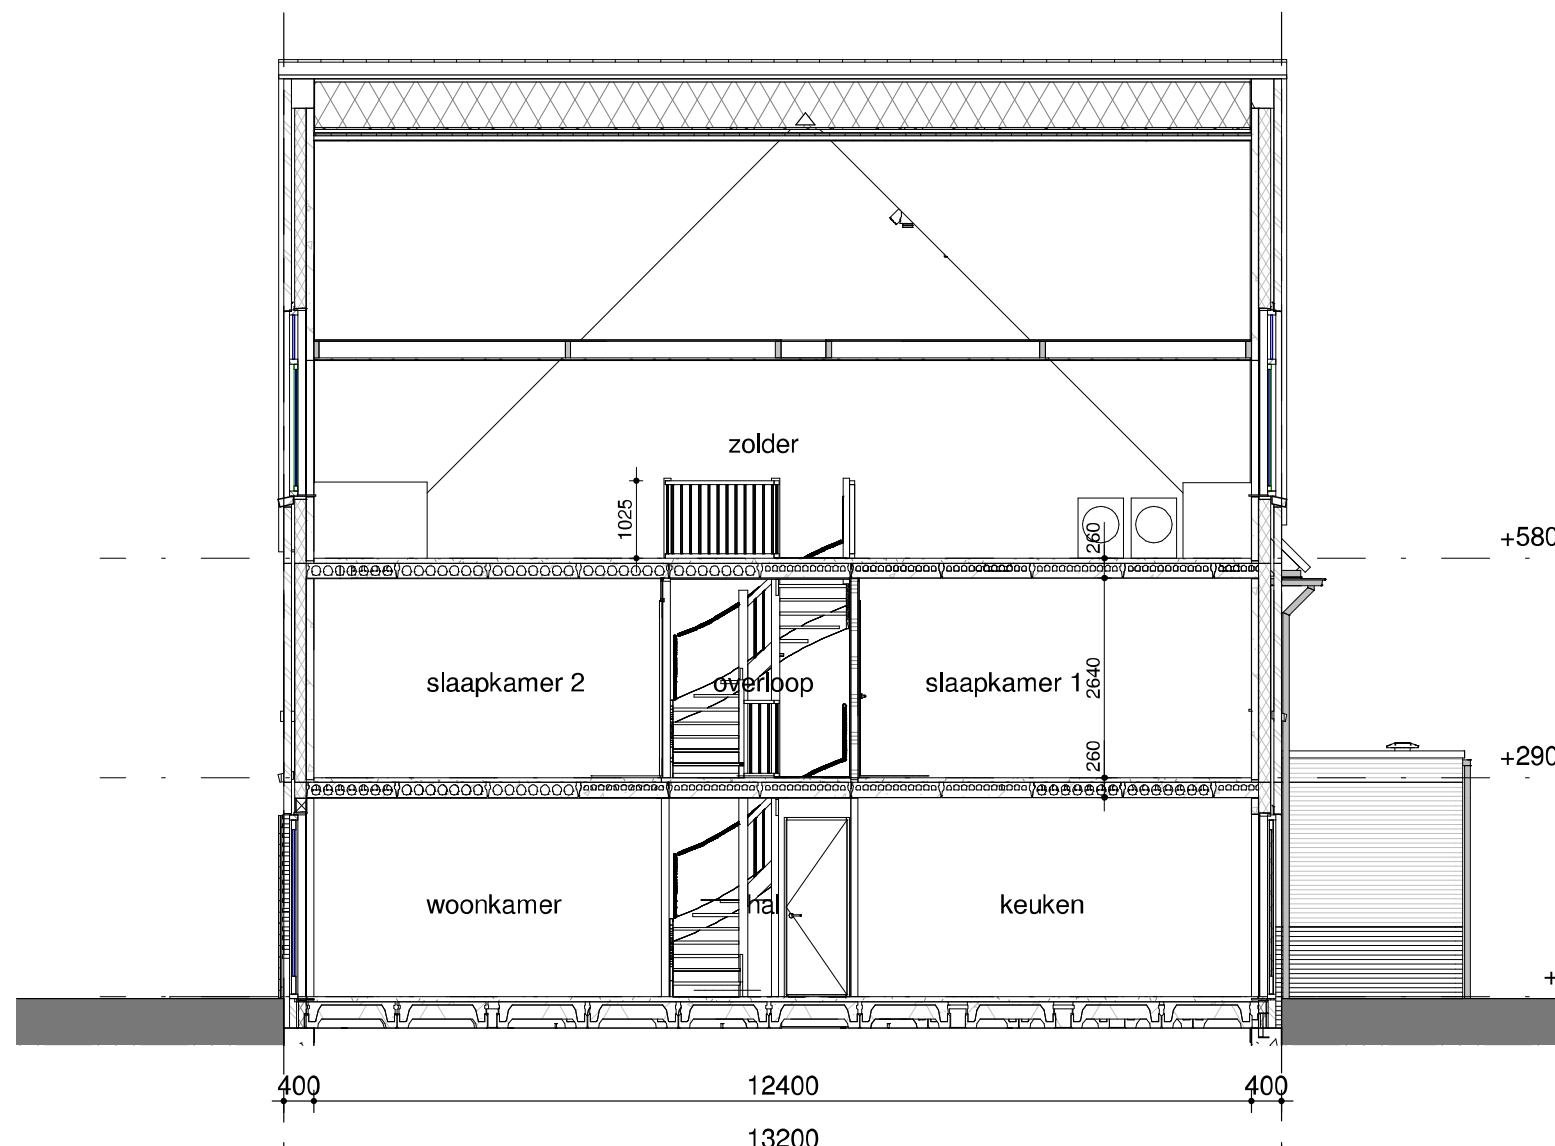 zolder
1025
260
+580
slaapkamer 2
overloop
slaapkamer 1
2640
260
+290
woonkamer
hal
keuken
+
400
12400
400
13200